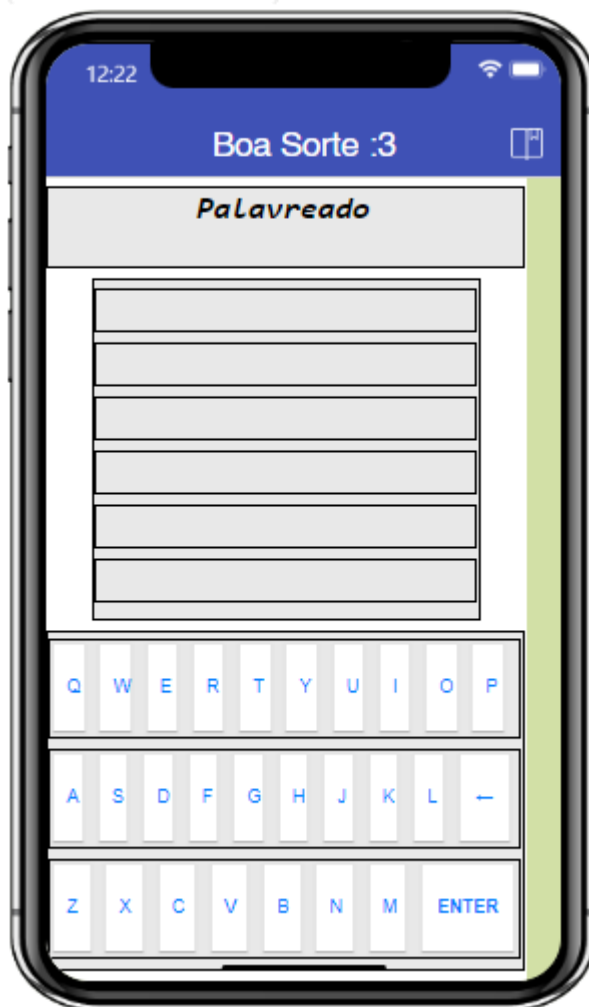 12:22
Boa Sorte :3
Palavreado
Q W E R T Y U I O P
A S D F G H J K L ←
Z X C V B N M ENTER